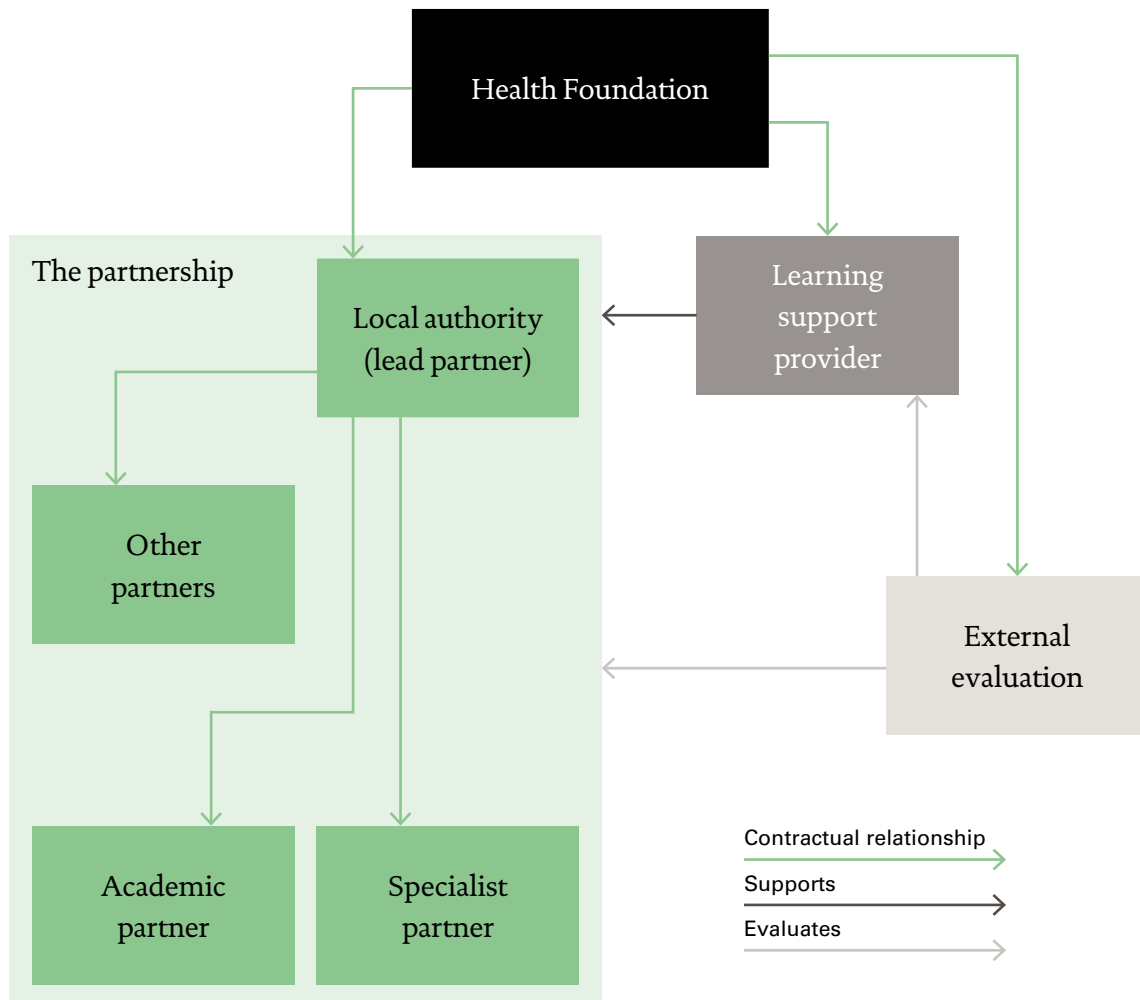 Health Foundation
The partnership
Local authority
(lead partner)
Learning
support
provider
Other
partners
External
evaluation
Academic
partner
Specialist
partner
Contractual relationship
Supports
Evaluates